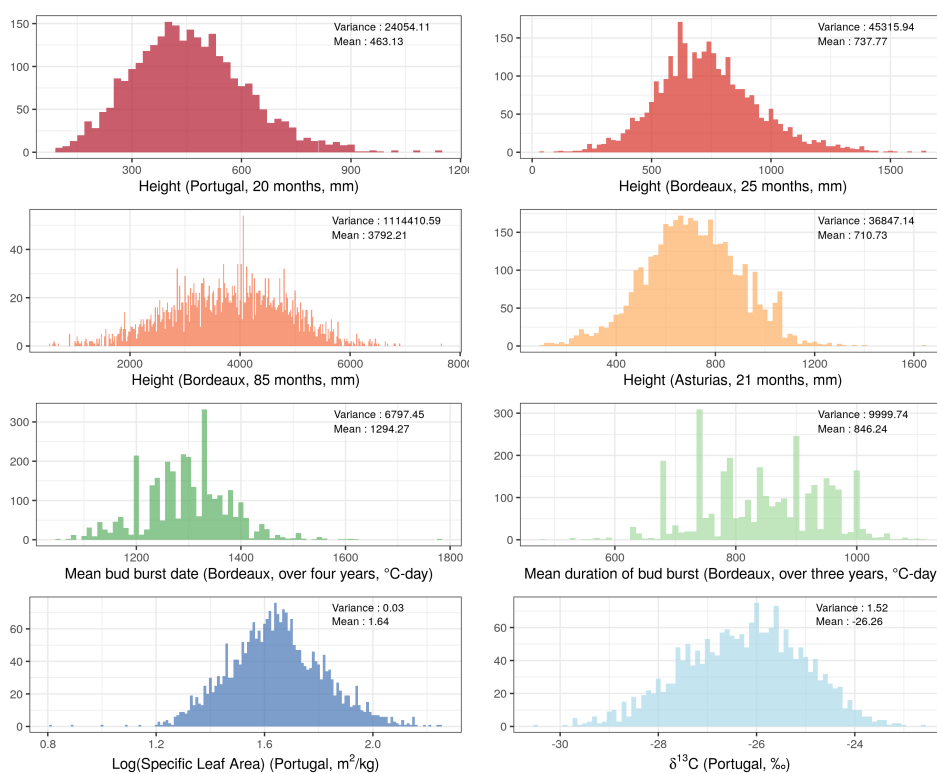 Variance : 24054.11
Mean : 463.13
150
100
50
0
300
600
900
120
Height (Portugal, 20 months, mm)
Variance : 45315.94
Mean : 737.77
150
100
50
0
0
500
1000
1500
Height (Bordeaux, 25 months, mm)
Variance : 1114410.59
Mean : 3792.21
40
20
0
2000
4000
6000
8000
Height (Bordeaux, 85 months, mm)
Variance : 36847.14
Mean : 710.73
150
100
50
0
400
800
1200
1600
Height (Asturias, 21 months, mm)
Variance : 6797.45
Mean : 1294.27
300
200
100
0
1200
1400
1600
1800
Mean bud burst date (Bordeaux, over four years, °C-day)
Variance : 9999.74
Mean : 846.24
300
200
100
0
600
800
1000
Mean duration of bud burst (Bordeaux, over three years, °C-day
Variance : 0.03
Mean : 1.64
60
40
20
0
0.8
1.2
1.6
2.0
Log(Specific Leaf Area) (Portugal, m²/kg)
Variance : 1.52
Mean : -26.26
60
40
20
0
-30
-28
-26
-24
δ¹³C (Portugal, ‰)